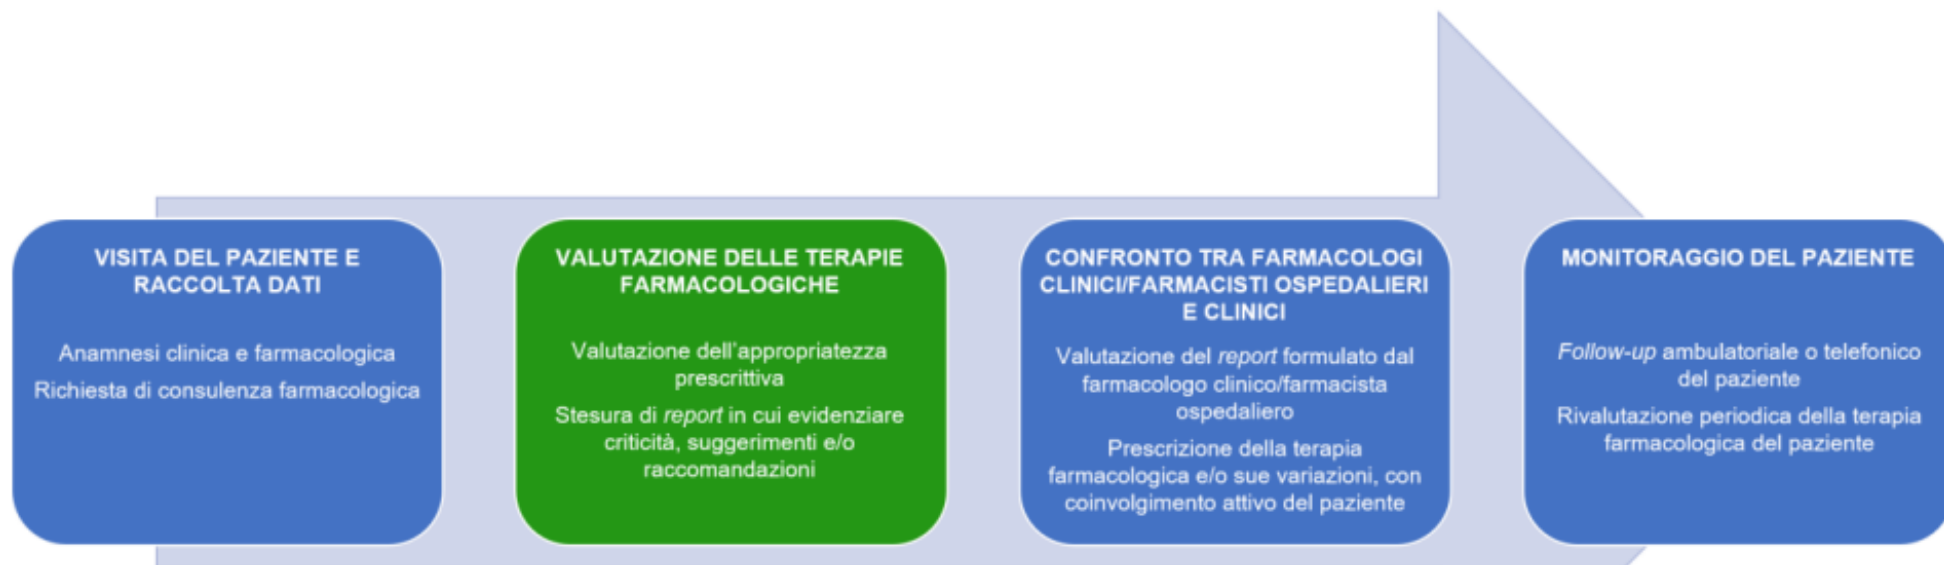 VISITA DEL PAZIENTE E
RACCOLTA DATI
Anamnesi clinica e farmacologica
Richiesta di consulenza farmacologica
VALUTAZIONE DELLE TERAPIE
FARMACOLOGICHE
Valutazione dell'appropriatezza
prescrittiva
Stesura di report in cui evidenziare
criticità, suggerimenti e/o
raccomandazioni
CONFRONTO TRA FARMACOLOGI
CLINICI/FARMACISTI OSPEDALIERI
E CLINICI
Valutazione del report formulato dal
farmacologo clinico/farmacista
ospedaliero
Prescrizione della terapia
farmacologica e/o sue variazioni, con
coinvolgimento attivo del paziente
MONITORAGGIO DEL PAZIENTE
Follow-up ambulatoriale o telefonico
del paziente
Rivalutazione periodica della terapia
farmacologica del paziente